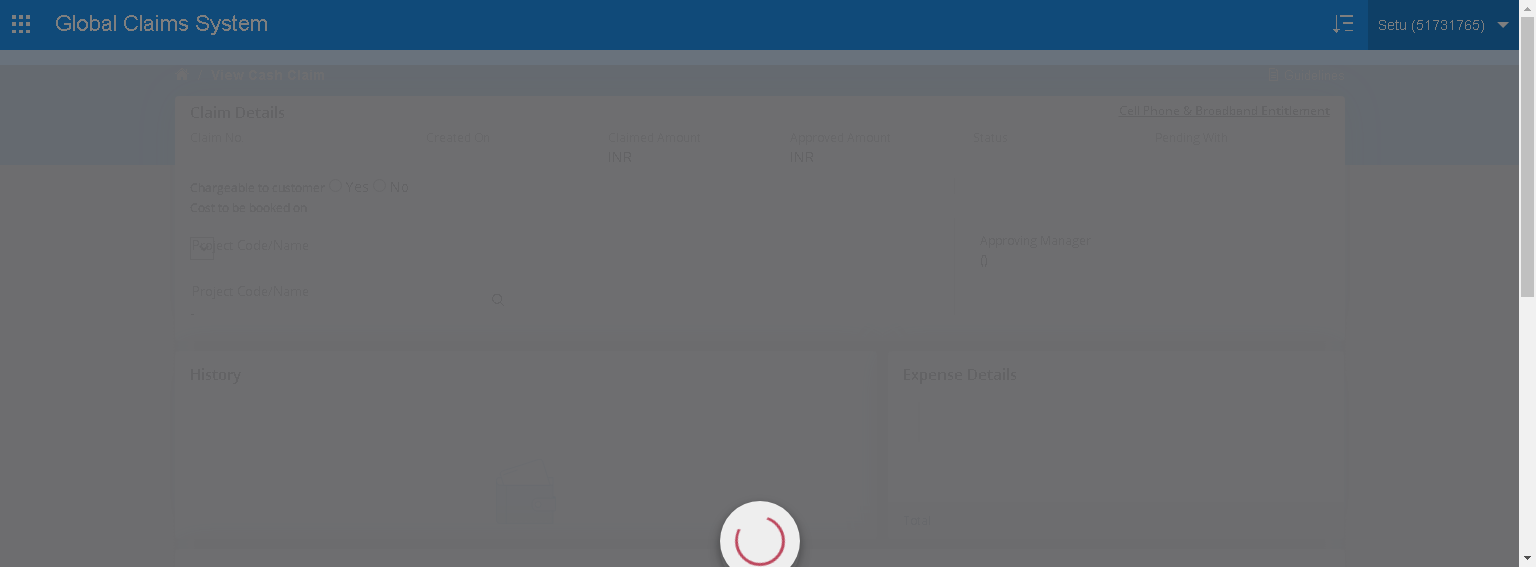 Global Claims System
Setu (51731765)
/ View Cash Claim
Guidelines
Claim Details
Cell Phone & Broadband Entitlement
Claim No. Created On Claimed Amount Approved Amount Status Pending With
INR INR
Chargeable to customer Yes No
Cost to be booked on
Project Code/Name Approving Manager
()
Project Code/Name
:
History Expense Details
Total